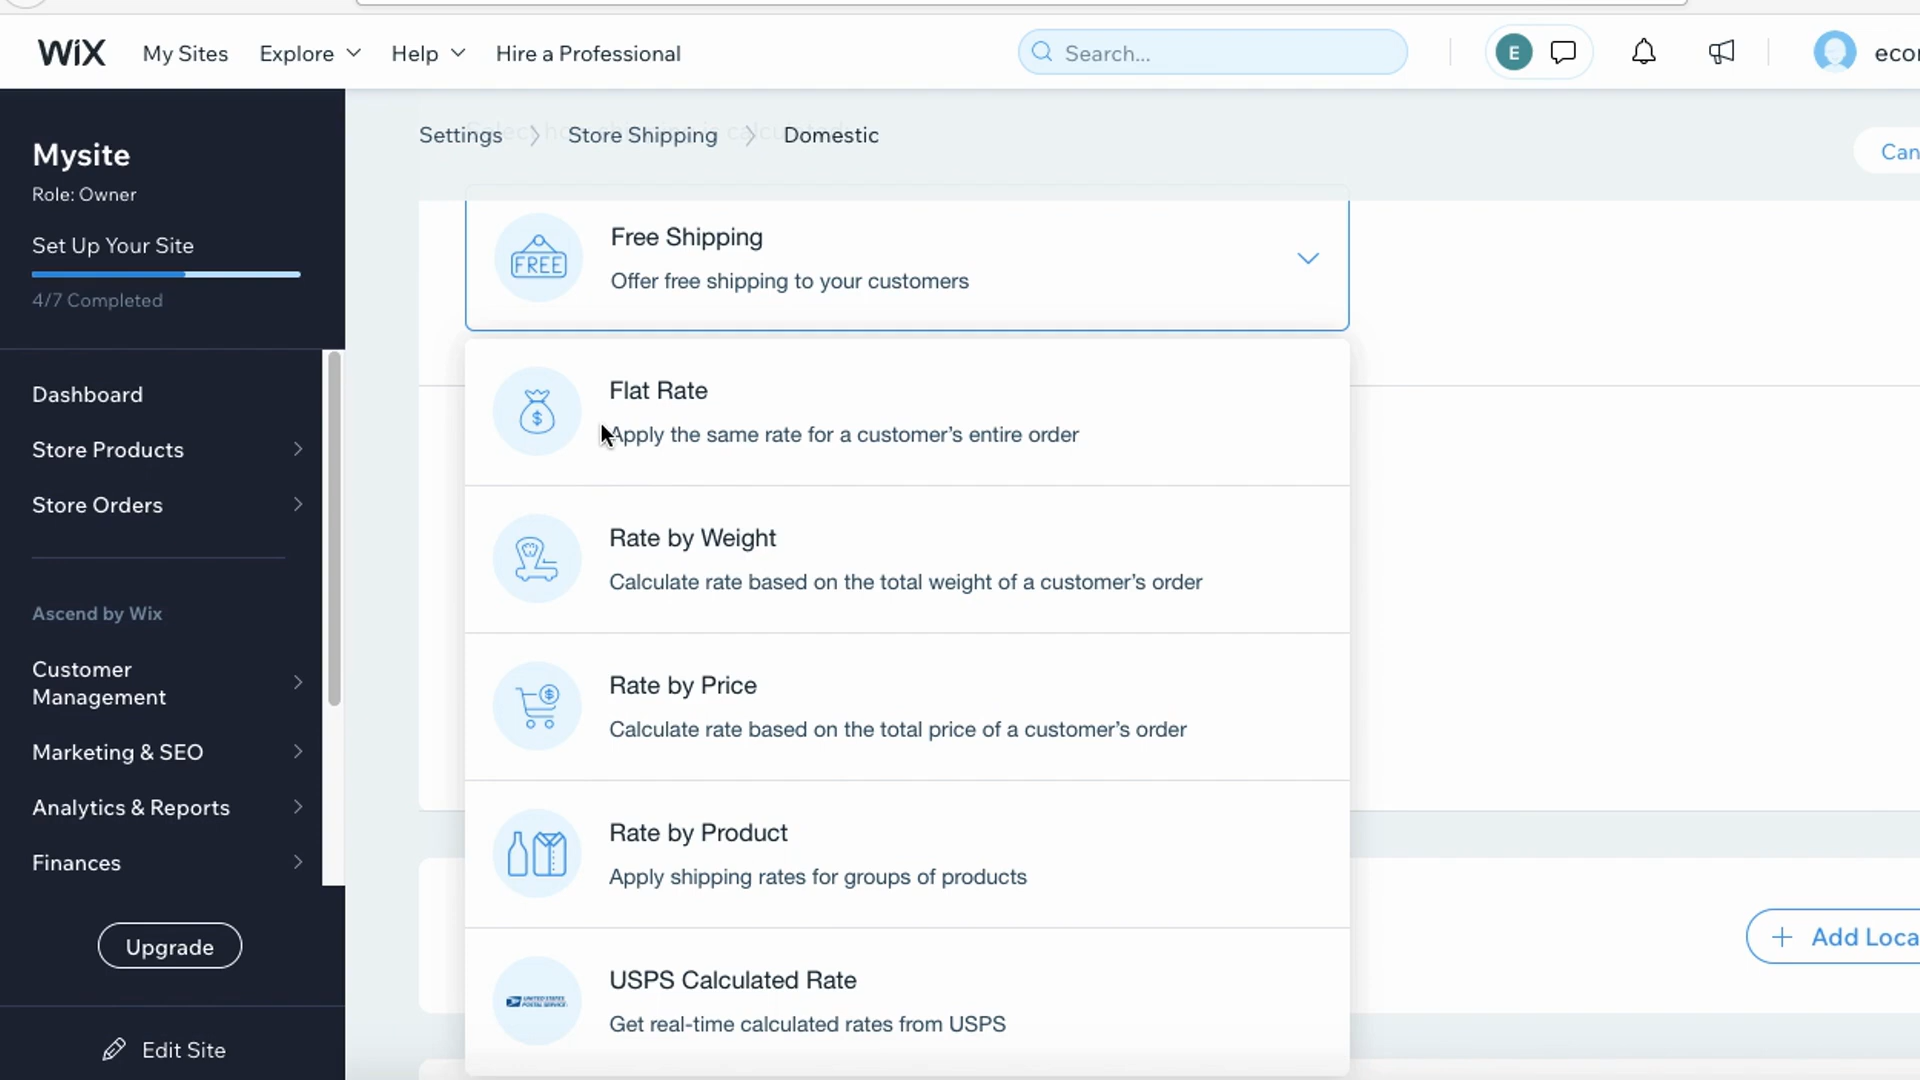 WiX My Sites Explore Help Hire a Professional Search... E
Mysite
Role: Owner
Set Up Your Site
4/7 Completed
Dashboard
Store Products
Store Orders
Ascend by Wix
Customer
Management
Marketing & SEO
Analytics & Reports
Finances
Upgrade
Edit Site
Settings Store Shipping Domestic
Free Shipping
FREE
Offer free shipping to your customers
Flat Rate
$
Apply the same rate for a customer's entire order
Rate by Weight
Calculate rate based on the total weight of a customer's order
Rate by Price
$
Calculate rate based on the total price of a customer's order
Rate by Product
Apply shipping rates for groups of products
USPS Calculated Rate
UNITED STATES
POSTAL SERVICE
Get real-time calculated rates from USPS
+ Add